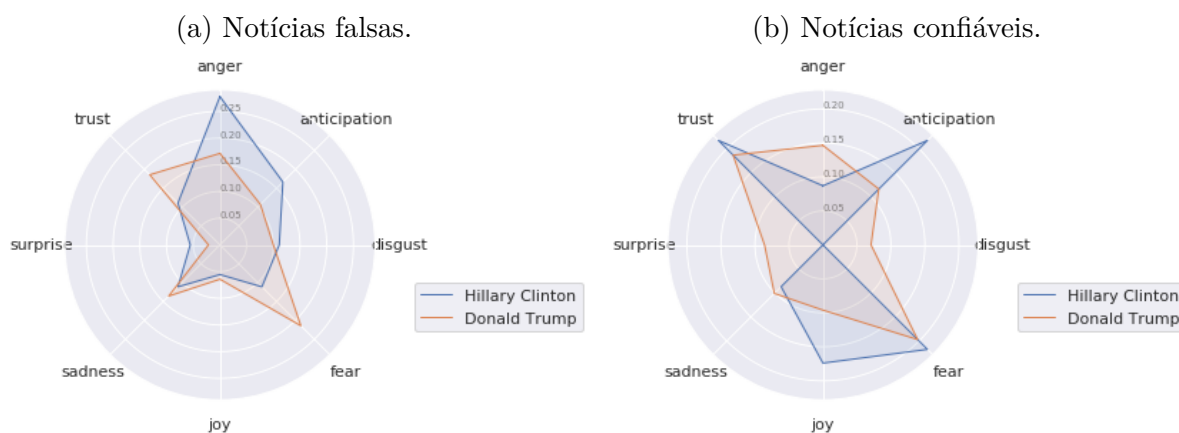 (a) Notícias falsas.
anger
trust
anticipation
0.25
0.20
0.15
0.10
0.05
surprise
disgust
Hillary Clinton
Donald Trump
sadness
fear
joy
(b) Notícias confiáveis.
anger
trust
anticipation
0.20
0.15
0.10
0.05
surprise
disgust
Hillary Clinton
Donald Trump
sadness
fear
joy